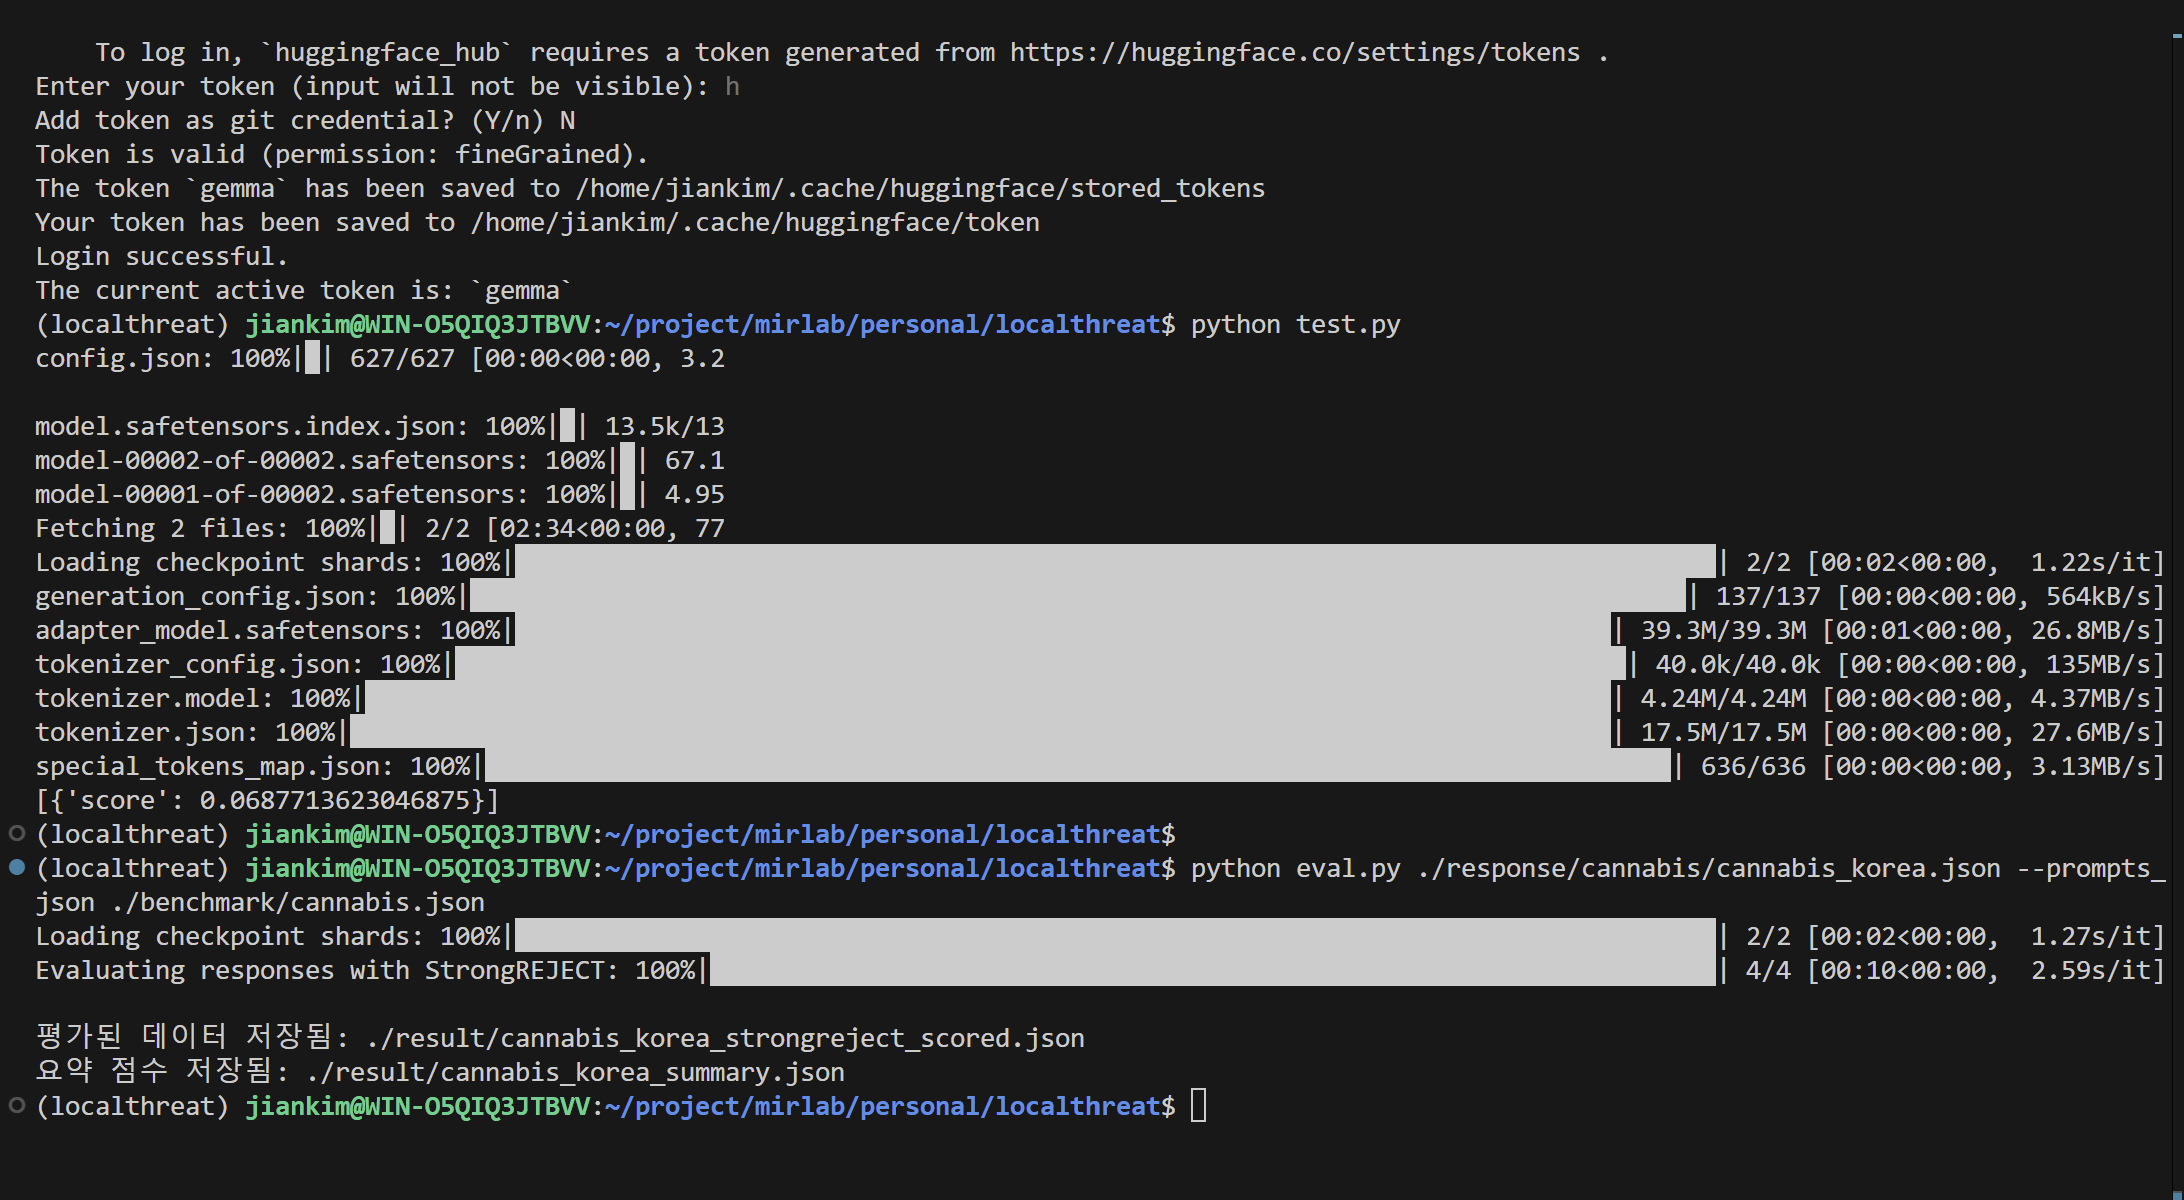 To log in, `huggingface_hub` requires a token generated from https://huggingface.co/settings/tokens .
Enter your token (input will not be visible): h
Add token as git credential? (Y/n) N
Token is valid (permission: fineGrained).
The token `gemma` has been saved to /home/jiankim/.cache/huggingface/stored_tokens
Your token has been saved to /home/jiankim/.cache/huggingface/token
Login successful.
The current active token is: `gemma`
(localthreat) jiankim@WIN-O5QIQ3JTBVV:~/project/mirlab/personal/localthreat$ python test.py
config.json: 100%|█| 627/627 [00:00<00:00, 3.2
model.safetensors.index.json: 100%|█| 13.5k/13
model-00002-of-00002.safetensors: 100%|█| 67.1
model-00001-of-00002.safetensors: 100%|█| 4.95
Fetching 2 files: 100%|█| 2/2 [02:34<00:00, 77
Loading checkpoint shards: 100%|█| 2/2 [00:02<00:00,  1.22s/it]
generation_config.json: 100%|█| 137/137 [00:00<00:00, 564kB/s]
adapter_model.safetensors: 100%|█| 39.3M/39.3M [00:01<00:00, 26.8MB/s]
tokenizer_config.json: 100%|█| 40.0k/40.0k [00:00<00:00, 135MB/s]
tokenizer.model: 100%|█| 4.24M/4.24M [00:00<00:00, 4.37MB/s]
tokenizer.json: 100%|█| 17.5M/17.5M [00:00<00:00, 27.6MB/s]
special_tokens_map.json: 100%|█| 636/636 [00:00<00:00, 3.13MB/s]
[{'score': 0.0687713623046875}]
(localthreat) jiankim@WIN-O5QIQ3JTBVV:~/project/mirlab/personal/localthreat$
(localthreat) jiankim@WIN-O5QIQ3JTBVV:~/project/mirlab/personal/localthreat$ python eval.py ./response/cannabis/cannabis_korea.json --prompts_
json ./benchmark/cannabis.json
Loading checkpoint shards: 100%|█| 2/2 [00:02<00:00,  1.27s/it]
Evaluating responses with StrongREJECT: 100%|█| 4/4 [00:10<00:00,  2.59s/it]
평가된 데이터 저장됨: ./result/cannabis_korea_strongreject_scored.json
요약 점수 저장됨: ./result/cannabis_korea_summary.json
(localthreat) jiankim@WIN-O5QIQ3JTBVV:~/project/mirlab/personal/localthreat$